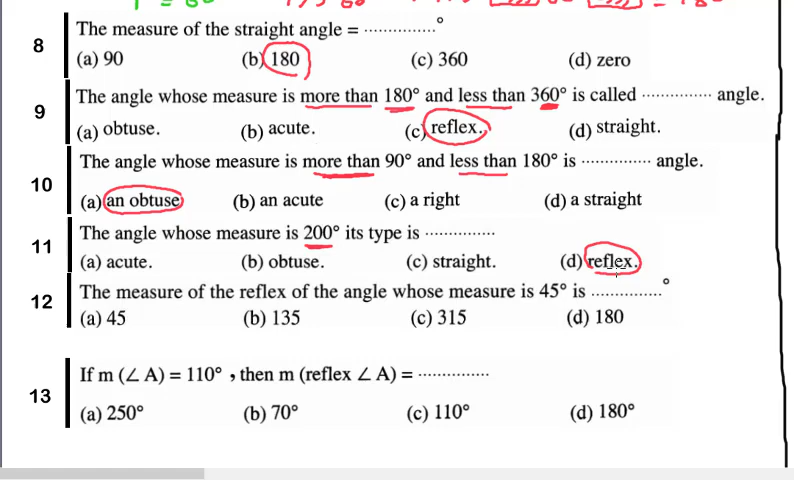 8
The measure of the straight angle = ............... °
(a) 90 (b) 180 (c) 360 (d) zero
9
The angle whose measure is more than 180° and less than 360° is called .............. angle.
(a) obtuse. (b) acute. (c) reflex. (d) straight.
10
The angle whose measure is more than 90° and less than 180° is .............. angle.
(a) an obtuse (b) an acute (c) a right (d) a straight
11
The angle whose measure is 200° its type is ..............
(a) acute. (b) obtuse. (c) straight. (d) reflex.
12
The measure of the reflex of the angle whose measure is 45° is .............. °
(a) 45 (b) 135 (c) 315 (d) 180
13
If m (∠ A) = 110° , then m (reflex ∠ A) = ..............
(a) 250° (b) 70° (c) 110° (d) 180°